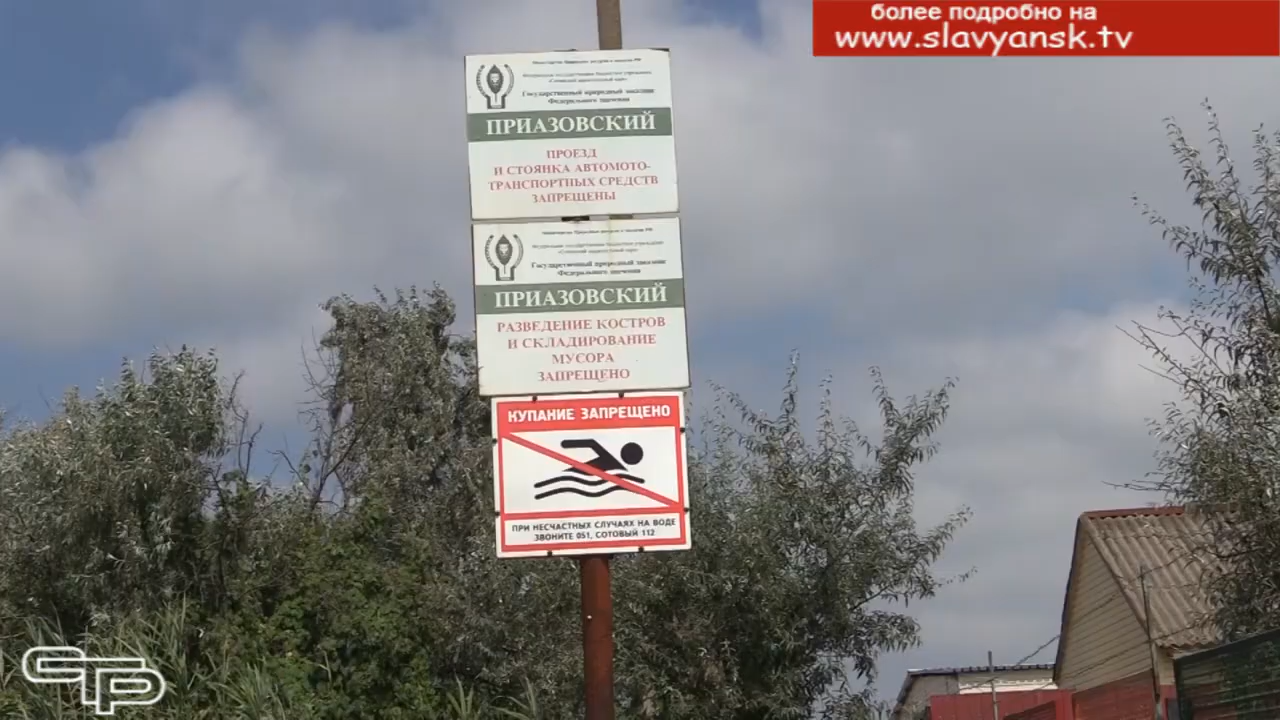 более подробно на
www.slavyansk.tv
Государственный природный заказник
Федерального значения
ПРИАЗОВСКИЙ
ПРОЕЗД
И СТОЯНКА АВТОМОТО-
ТРАНСПОРТНЫХ СРЕДСТВ
ЗАПРЕЩЕНЫ
Государственный природный заказник
Федерального значения
ПРИАЗОВСКИЙ
РАЗВЕДЕНИЕ КОСТРОВ
И СКЛАДИРОВАНИЕ
МУСОРА
ЗАПРЕЩЕНО
КУПАНИЕ ЗАПРЕЩЕНО
ПРИ НЕСЧАСТНЫХ СЛУЧАЯХ НА ВОДЕ
ЗВОНИТЕ 051, СОТОВЫЙ 112
СТР